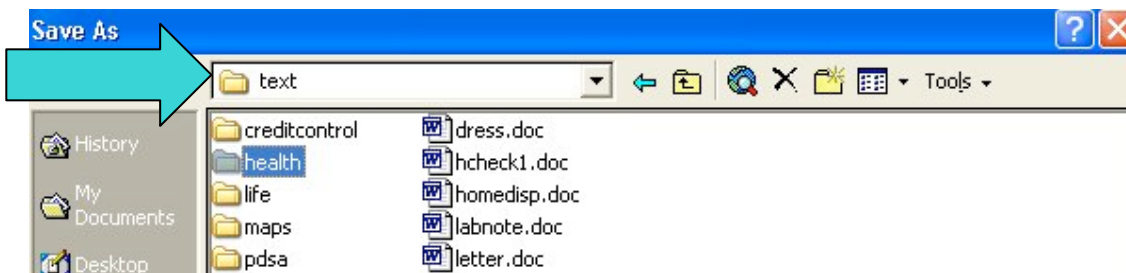 Save As
text
Tools
History
My
Documents
Desktop
creditcontrol
health
life
maps
pdsa
dress.doc
hcheck1.doc
homedisp.doc
labnote.doc
letter.doc